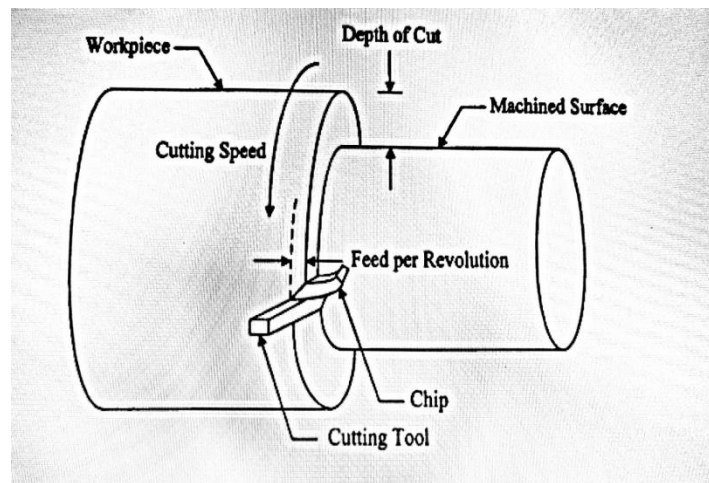 Depth of Cut
Workpiece
Machined Surface
Cutting Speed
Feed per Revolution
Chip
Cutting Tool